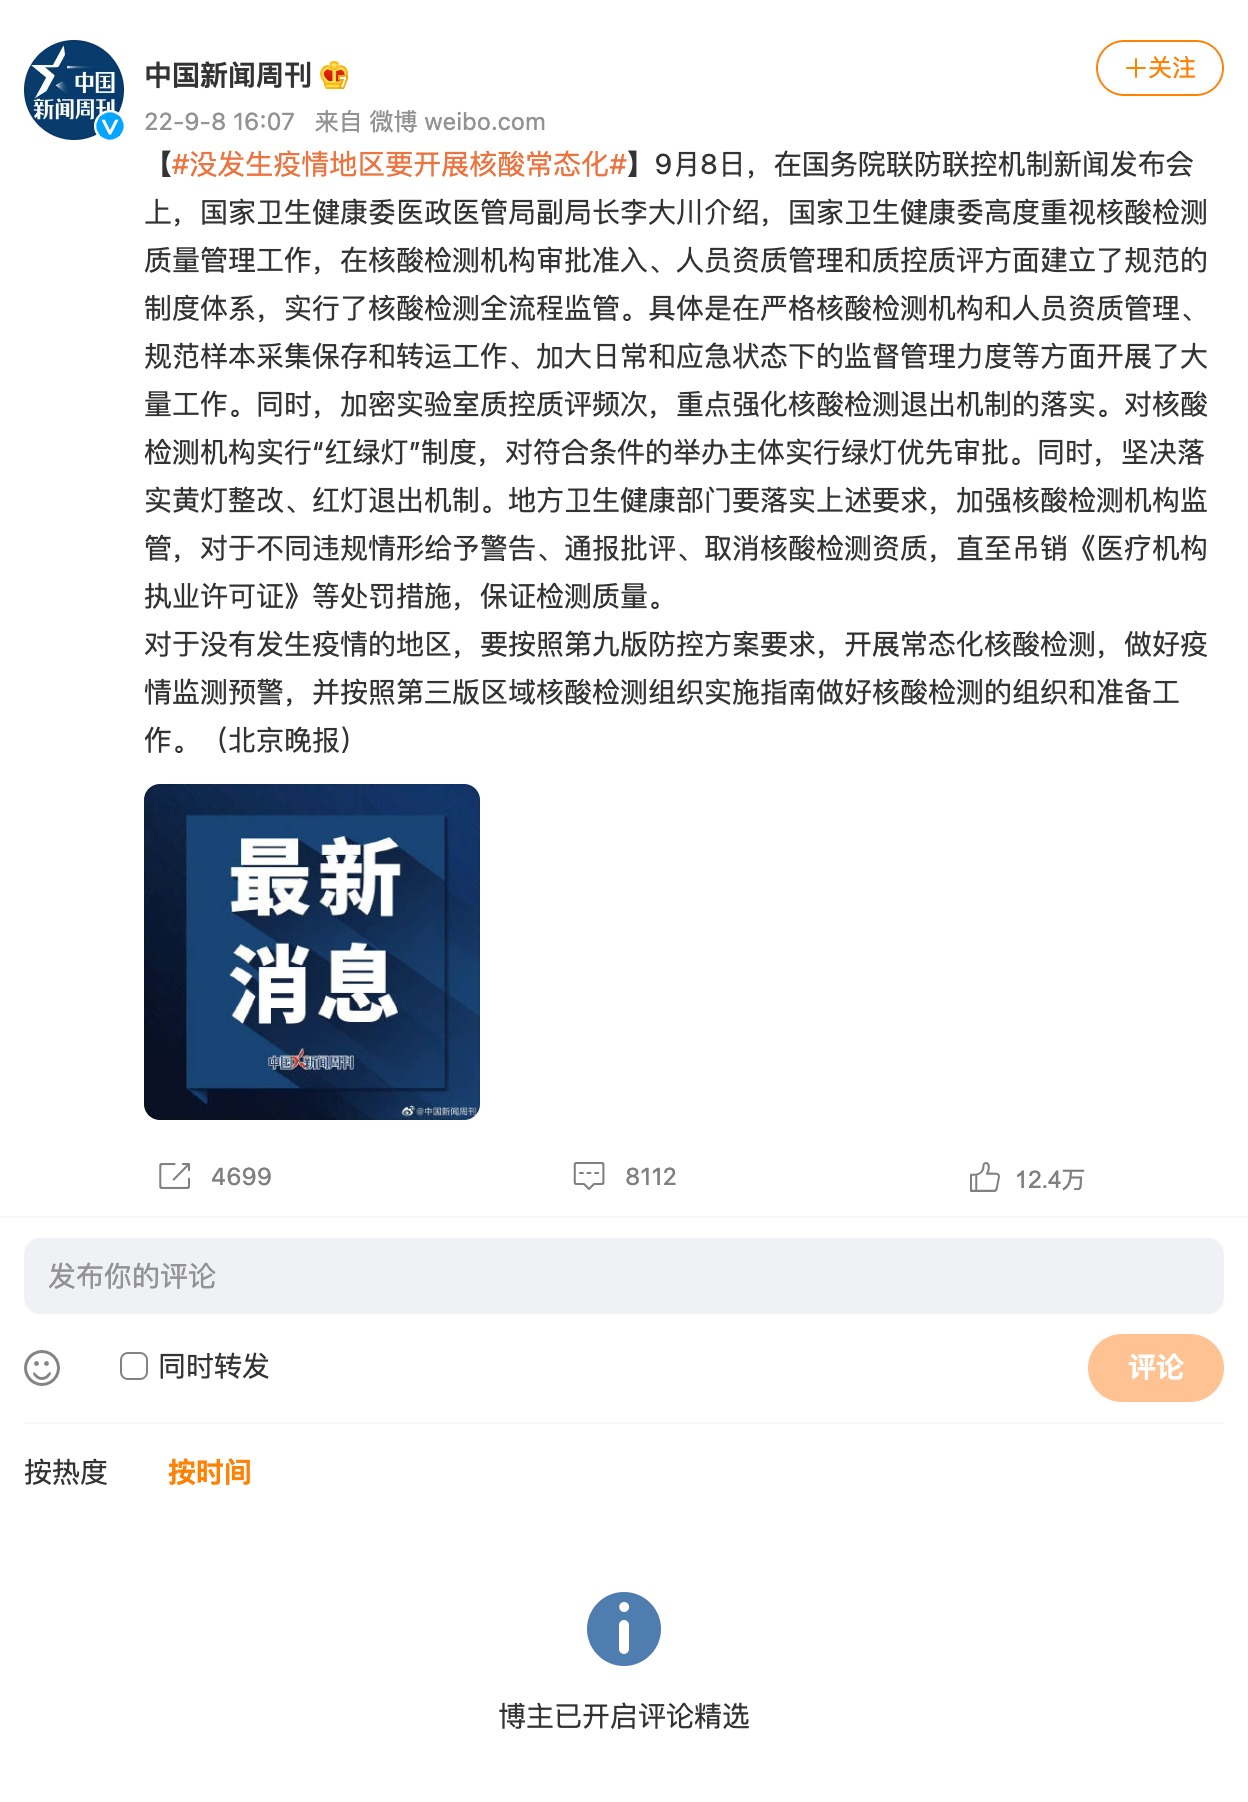 中国
新闻周刊
中国新闻周刊
+关注
22-9-8 16:07 来自 微博 weibo.com
【#没发生疫情地区要开展核酸常态化#】9月8日，在国务院联防联控机制新闻发布会
上，国家卫生健康委医政医管局副局长李大川介绍，国家卫生健康委高度重视核酸检测
质量管理工作，在核酸检测机构审批准入、人员资质管理和质控质评方面建立了规范的
制度体系，实行了核酸检测全流程监管。具体是在严格核酸检测机构和人员资质管理、
规范样本采集保存和转运工作、加大日常和应急状态下的监督管理力度等方面开展了大
量工作。同时，加密实验室质控质评频次，重点强化核酸检测退出机制的落实。对核酸
检测机构实行“红绿灯”制度，对符合条件的举办主体实行绿灯优先审批。同时，坚决落
实黄灯整改、红灯退出机制。地方卫生健康部门要落实上述要求，加强核酸检测机构监
管，对于不同违规情形给予警告、通报批评、取消核酸检测资质，直至吊销《医疗机构
执业许可证》等处罚措施，保证检测质量。
对于没有发生疫情的地区，要按照第九版防控方案要求，开展常态化核酸检测，做好疫
情监测预警，并按照第三版区域核酸检测组织实施指南做好核酸检测的组织和准备工
作。（北京晚报）
最新
消息
中国新闻周刊
@中国新闻周刊
4699 8112 12.4万
发布你的评论
同时转发 评论
按热度 按时间
博主已开启评论精选